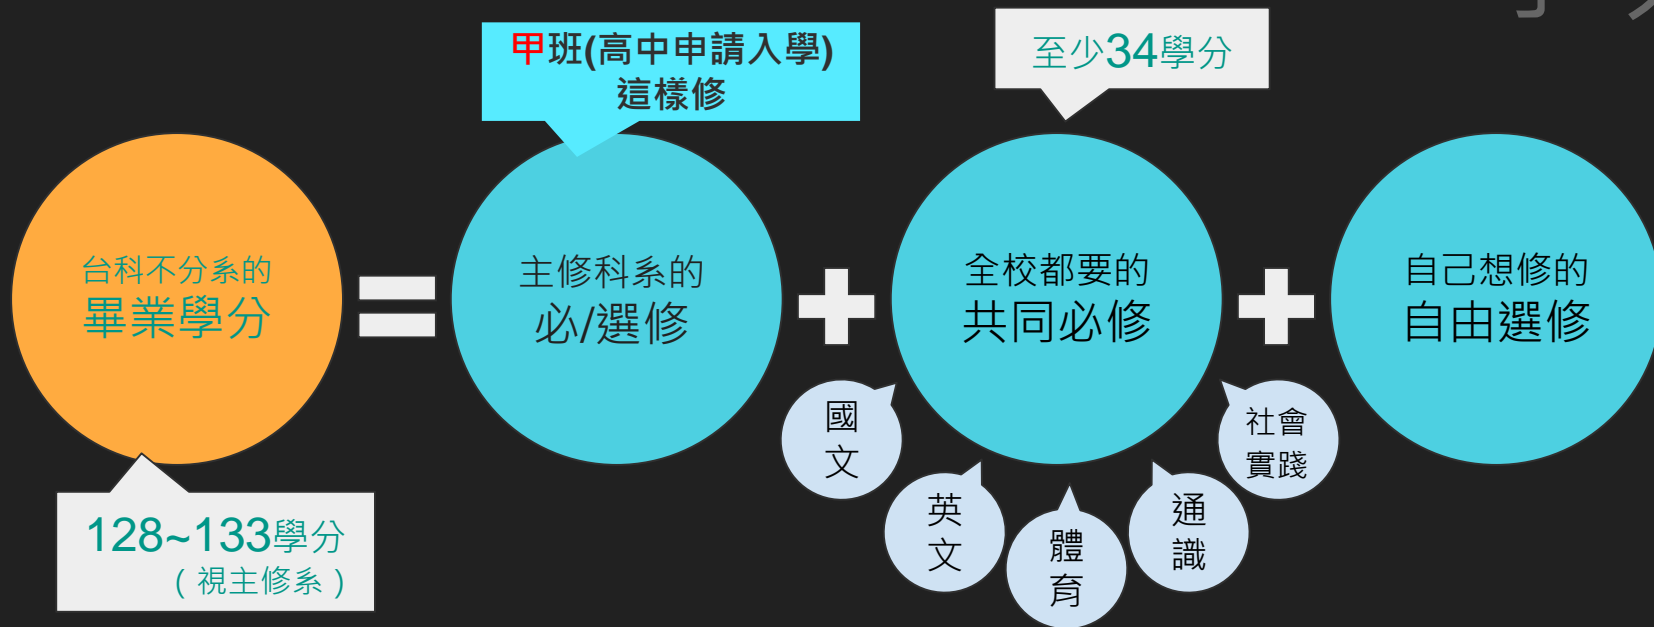 甲班(高中申請入學)
這樣修
至少34學分
台科不分系的
畢業學分
主修科系的
必/選修
全校都要的
共同必修
自己想修的
自由選修
國
文
英
文
體
育
通
識
社會
實踐
128~133學分
(視主修系)